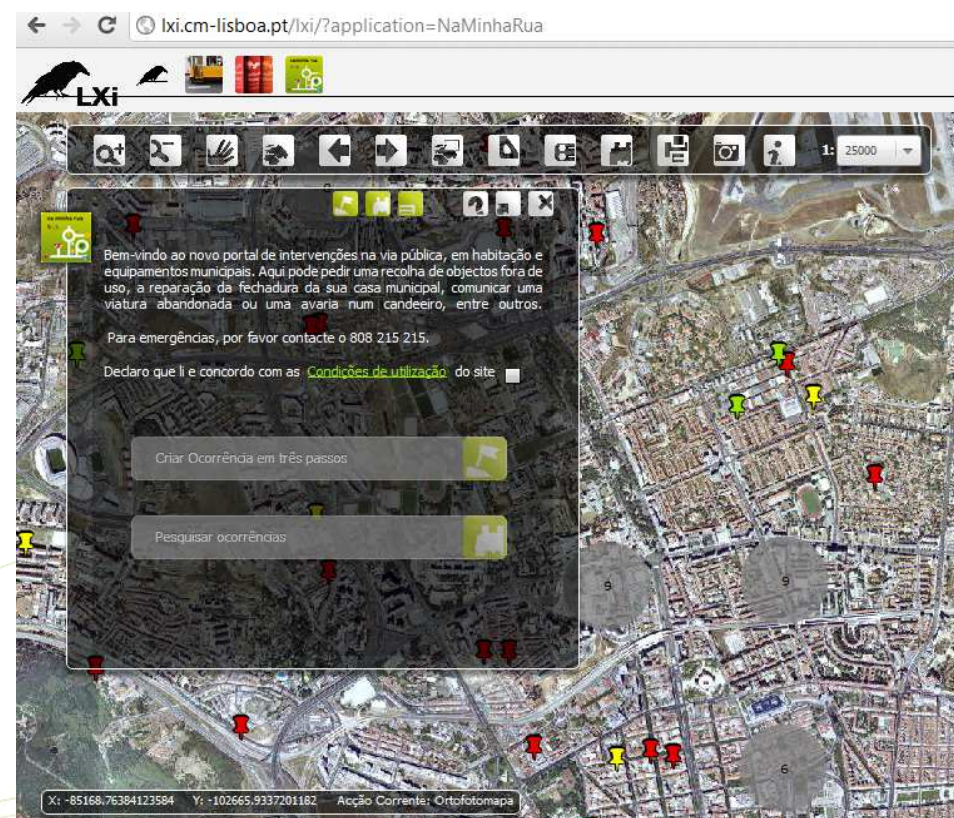 lxi.cm-lisboa.pt/lxi/?application=NaMinhaRua
LXi
1: 25000
na minha rua
Bem-vindo ao novo portal de intervenções na via pública, em habitação e
equipamentos municipais. Aqui pode pedir uma recolha de objectos fora de
uso, a reparação da fechadura da sua casa municipal, comunicar uma
viatura abandonada ou uma avaria num candeeiro, entre outros.
Para emergências, por favor contacte o 808 215 215.
Declaro que li e concordo com as Condições de utilização do site
Criar Ocorrência em três passos
Pesquisar ocorrências
9
9
6
X: -85168.76384123584 Y: -102665.9337201182 Acção Corrente: Ortofotomapa